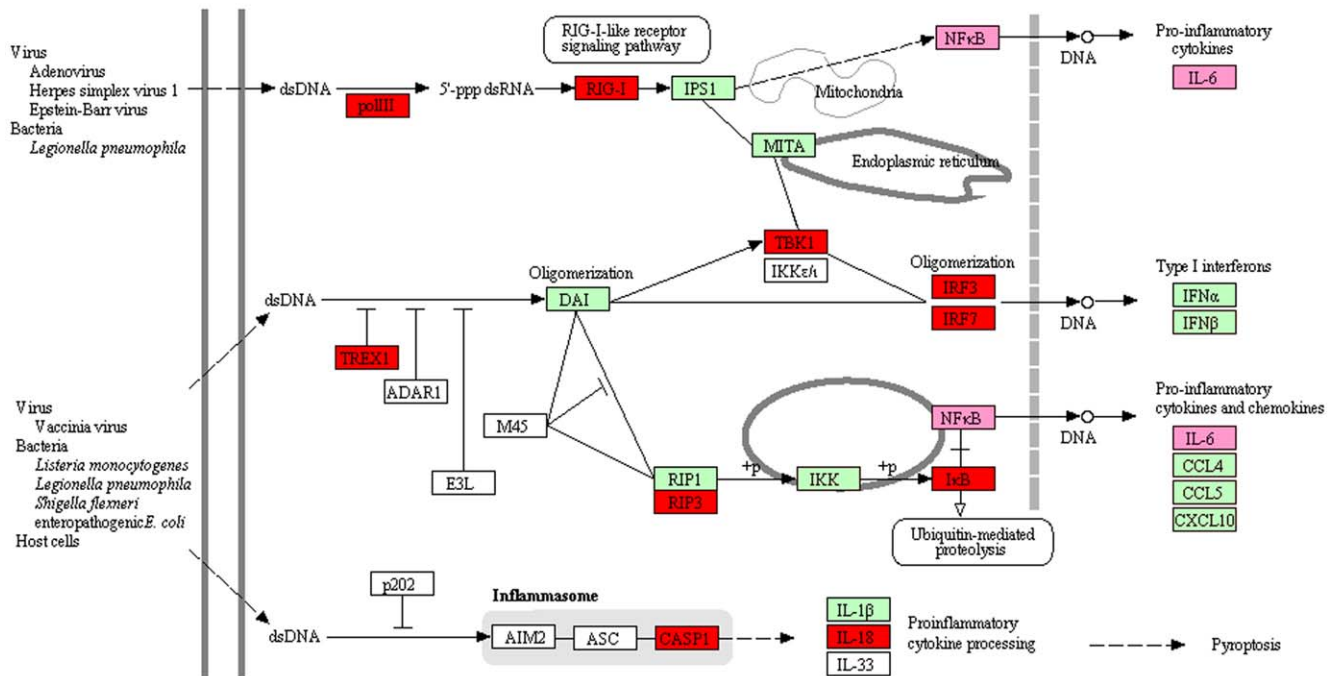 RIG-I-like receptor
signaling pathway
NFκB
DNA
Pro-inflammatory
cytokines
IL-6
Virus
Adenovirus
Herpes simplex virus 1
Epstein-Barr virus
Bacteria
Legionella pneumophila
dsDNA
polIII
5'-ppp dsRNA
RIG-I
IPS1
Mitochondria
MITA
Endoplasmic reticulum
TBK1
IKKε/ι
Oligomerization
DAI
Oligomerization
IRF3
IRF7
DNA
Type I interferons
IFNα
IFNβ
dsDNA
TREX1
ADAR1
E3L
M45
Virus
Vaccinia virus
Bacteria
Listeria monocytogenes
Legionella pneumophila
Shigella flexneri
enteropathogenic E. coli
Host cells
RIP1
RIP3
+p
IKK
+p
NFκB
IκB
DNA
Ubiquitin-mediated
proteolysis
Pro-inflammatory
cytokines and chemokines
IL-6
CCL4
CCL5
CXCL10
p202
dsDNA
Inflammasome
AIM2
ASC
CASP1
IL-1β
IL-18
IL-33
Proinflammatory
cytokine processing
Pyroptosis